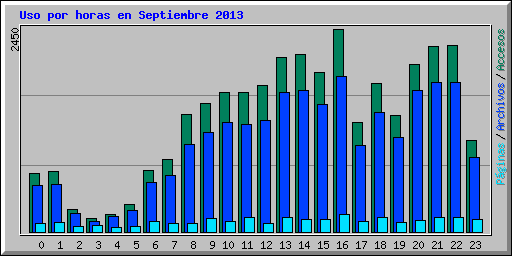 Uso por horas en Septiembre 2013
2450
Páginas / Archivos / Accesos
0 1 2 3 4 5 6 7 8 9 10 11 12 13 14 15 16 17 18 19 20 21 22 23